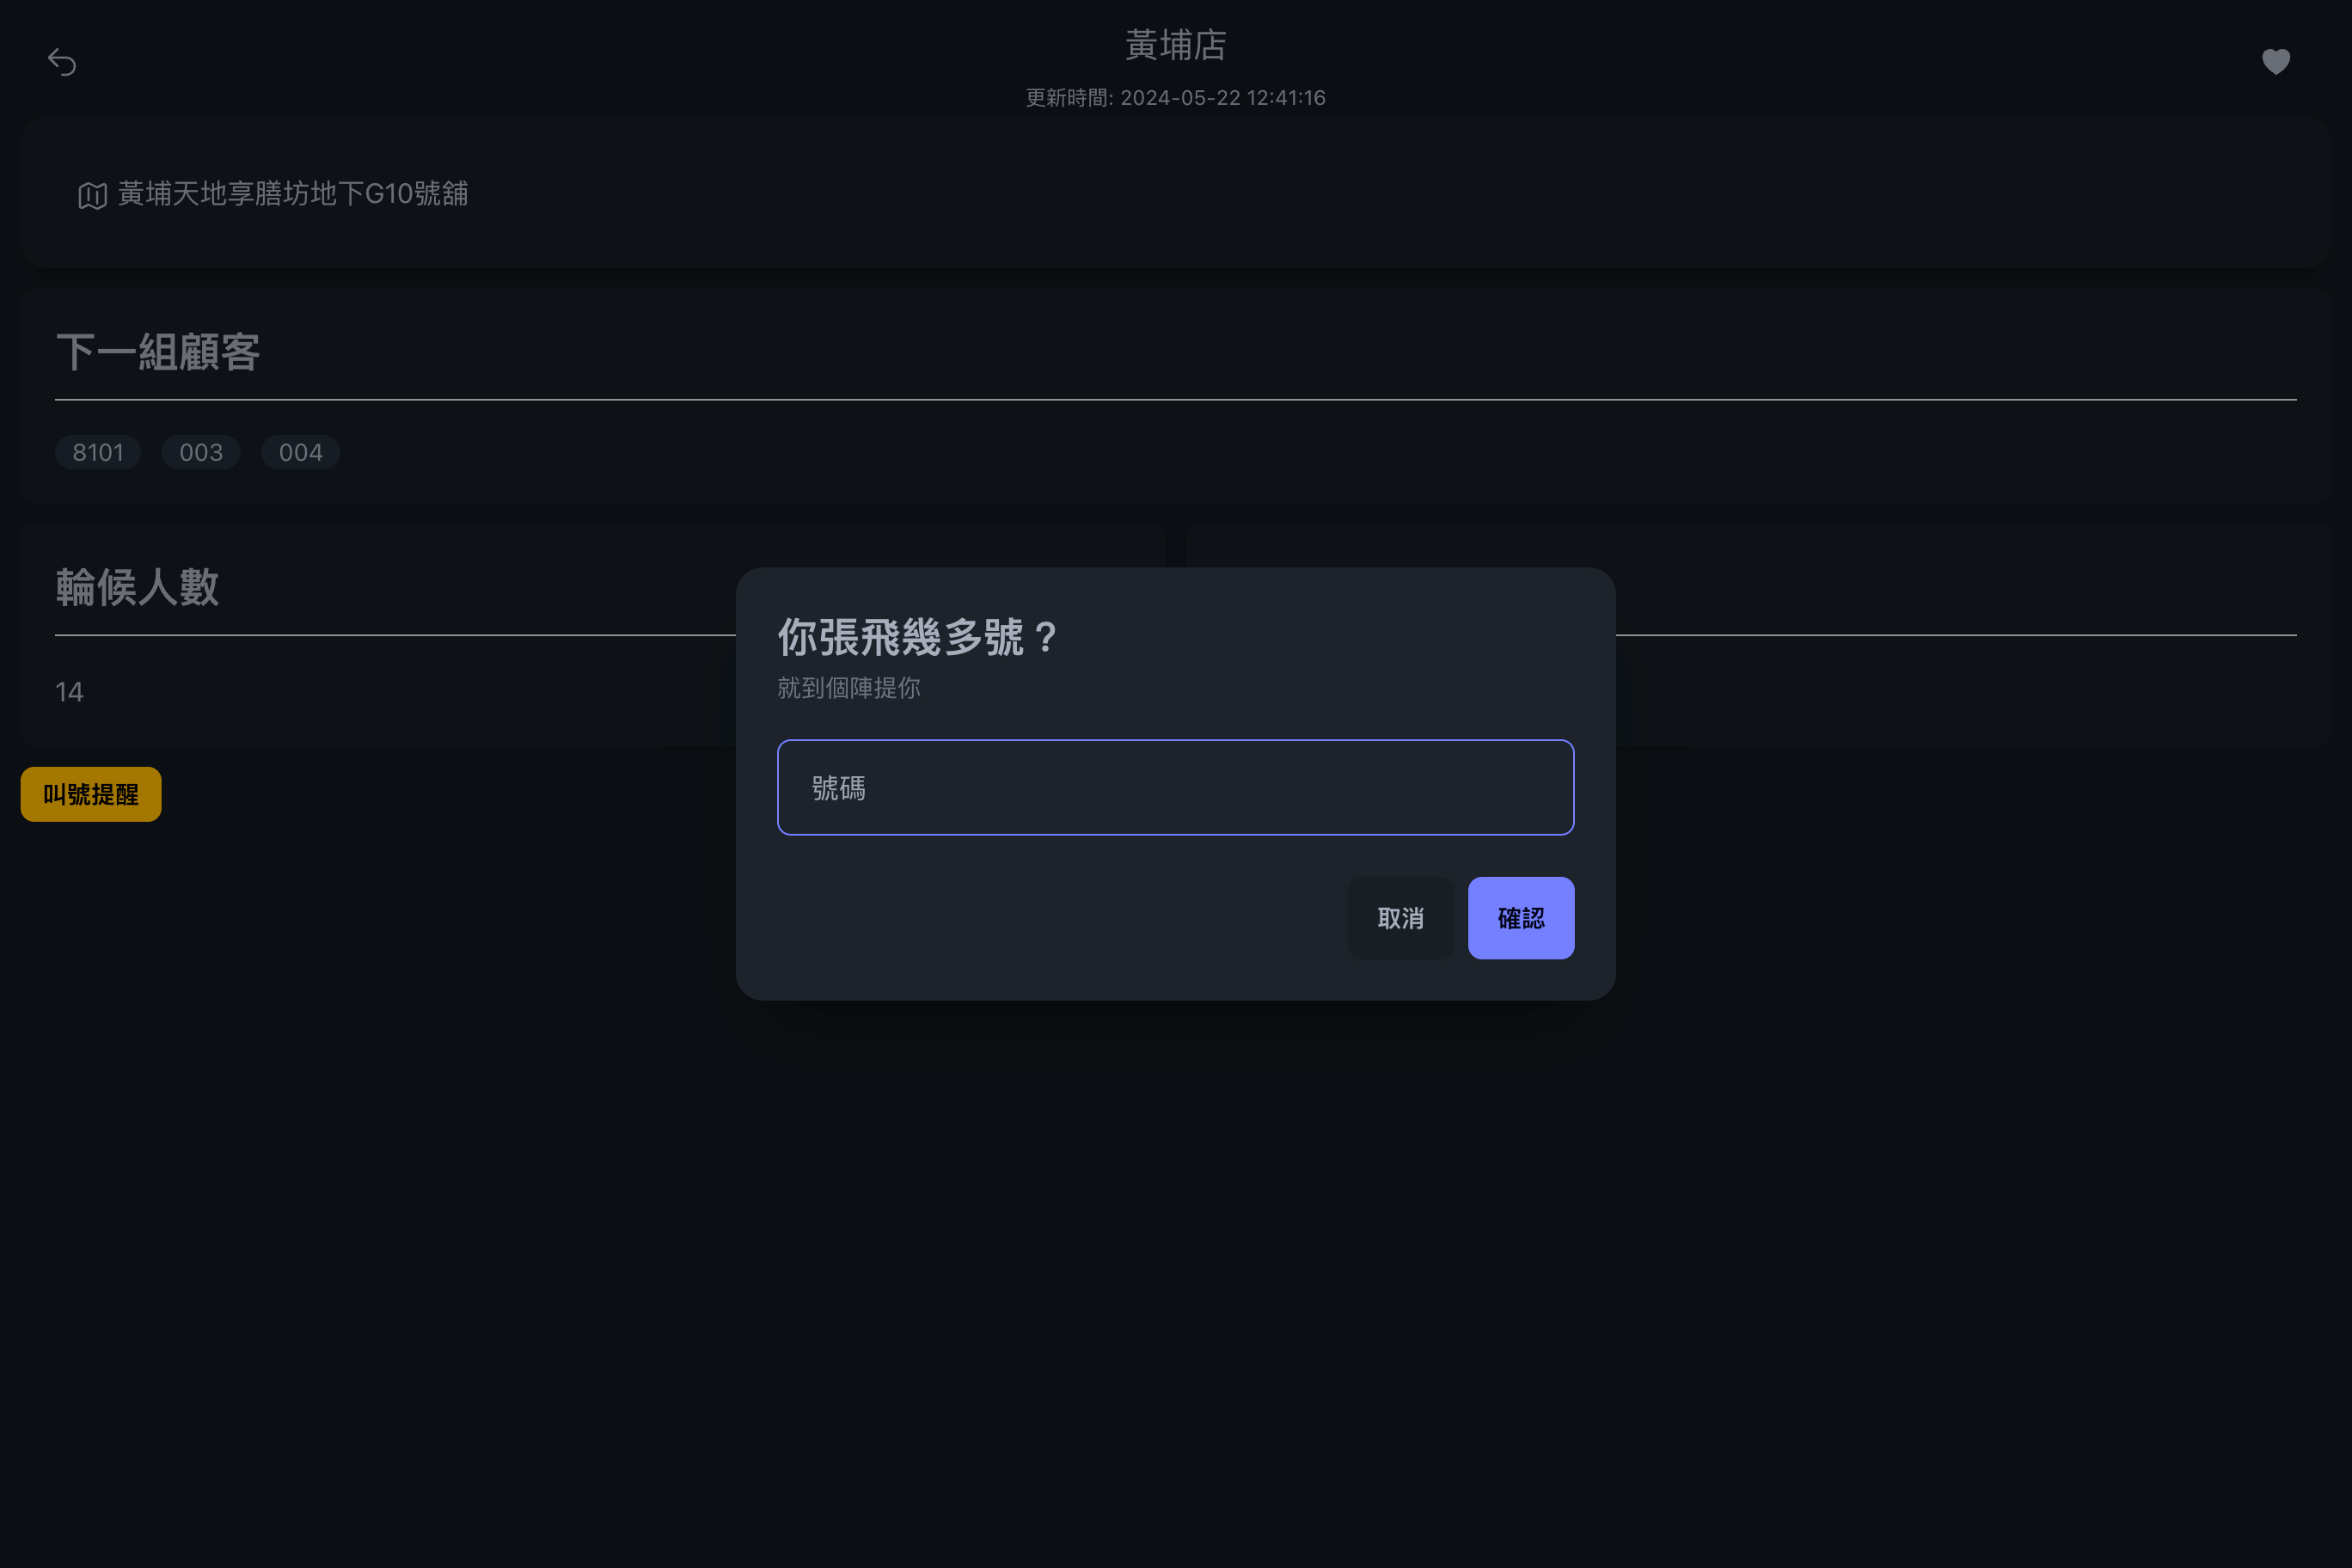 黃埔店
更新時間: 2024-05-22 12:41:16
黃埔天地享膳坊地下G10號舖
下一組顧客
8101 003 004
輪候人數
14
叫號提醒
你張飛幾多號？
就到個陣提你
號碼
取消 確認